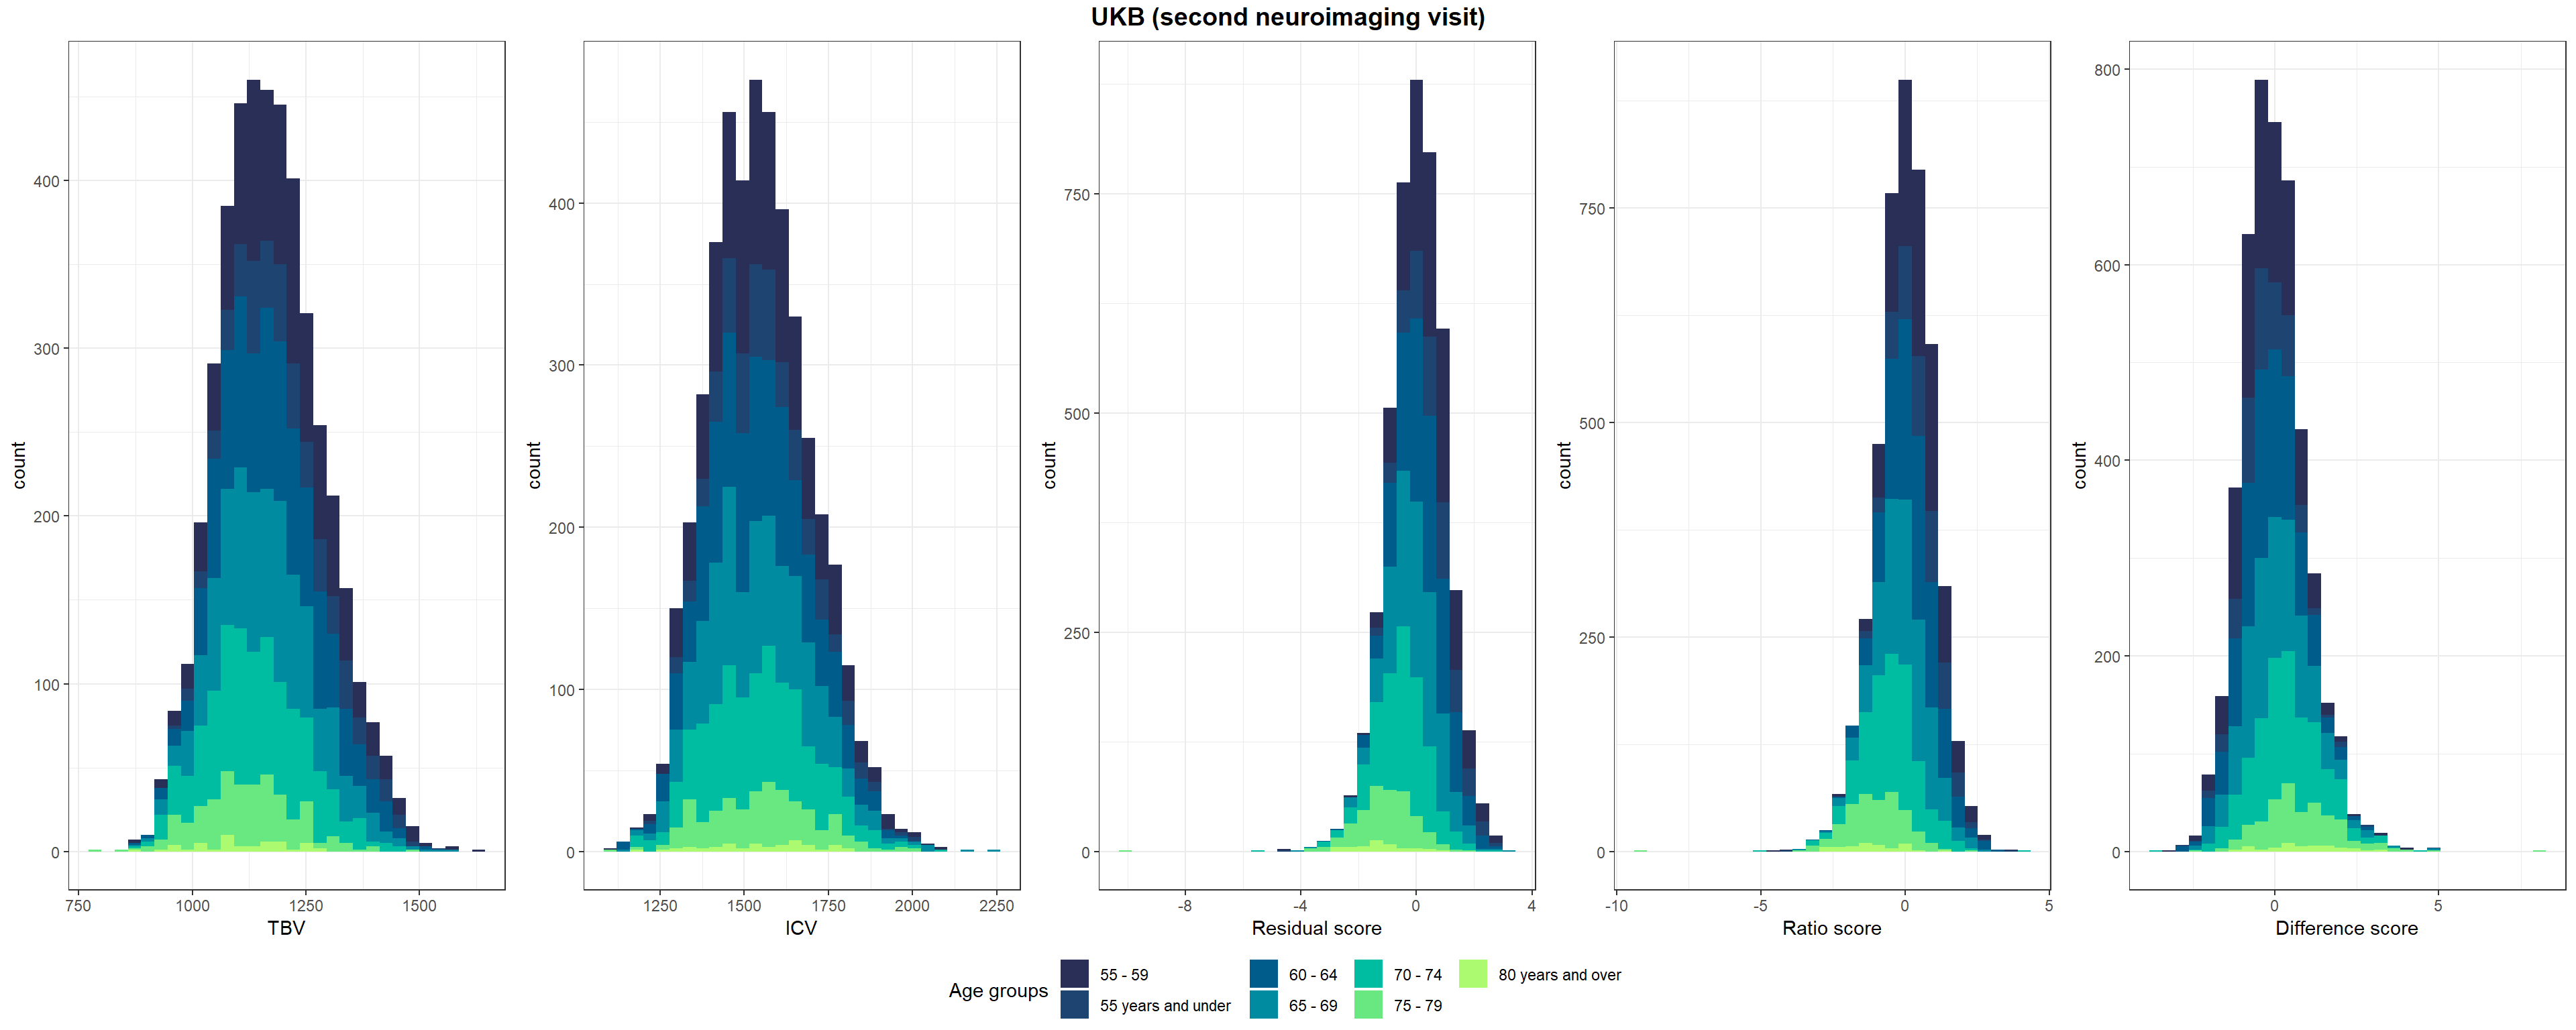 UKB (second neuroimaging visit)
count
400
300
200
100
0
750 1000 1250 1500
TBV
count
400
300
200
100
0
1250 1500 1750 2000 2250
ICV
count
750
500
250
0
-8 -4 0 4
Residual score
count
750
500
250
0
-10 -5 0 5
Ratio score
count
800
600
400
200
0
0 5
Difference score
Age groups
55 - 59
55 years and under
60 - 64
65 - 69
70 - 74
75 - 79
80 years and over